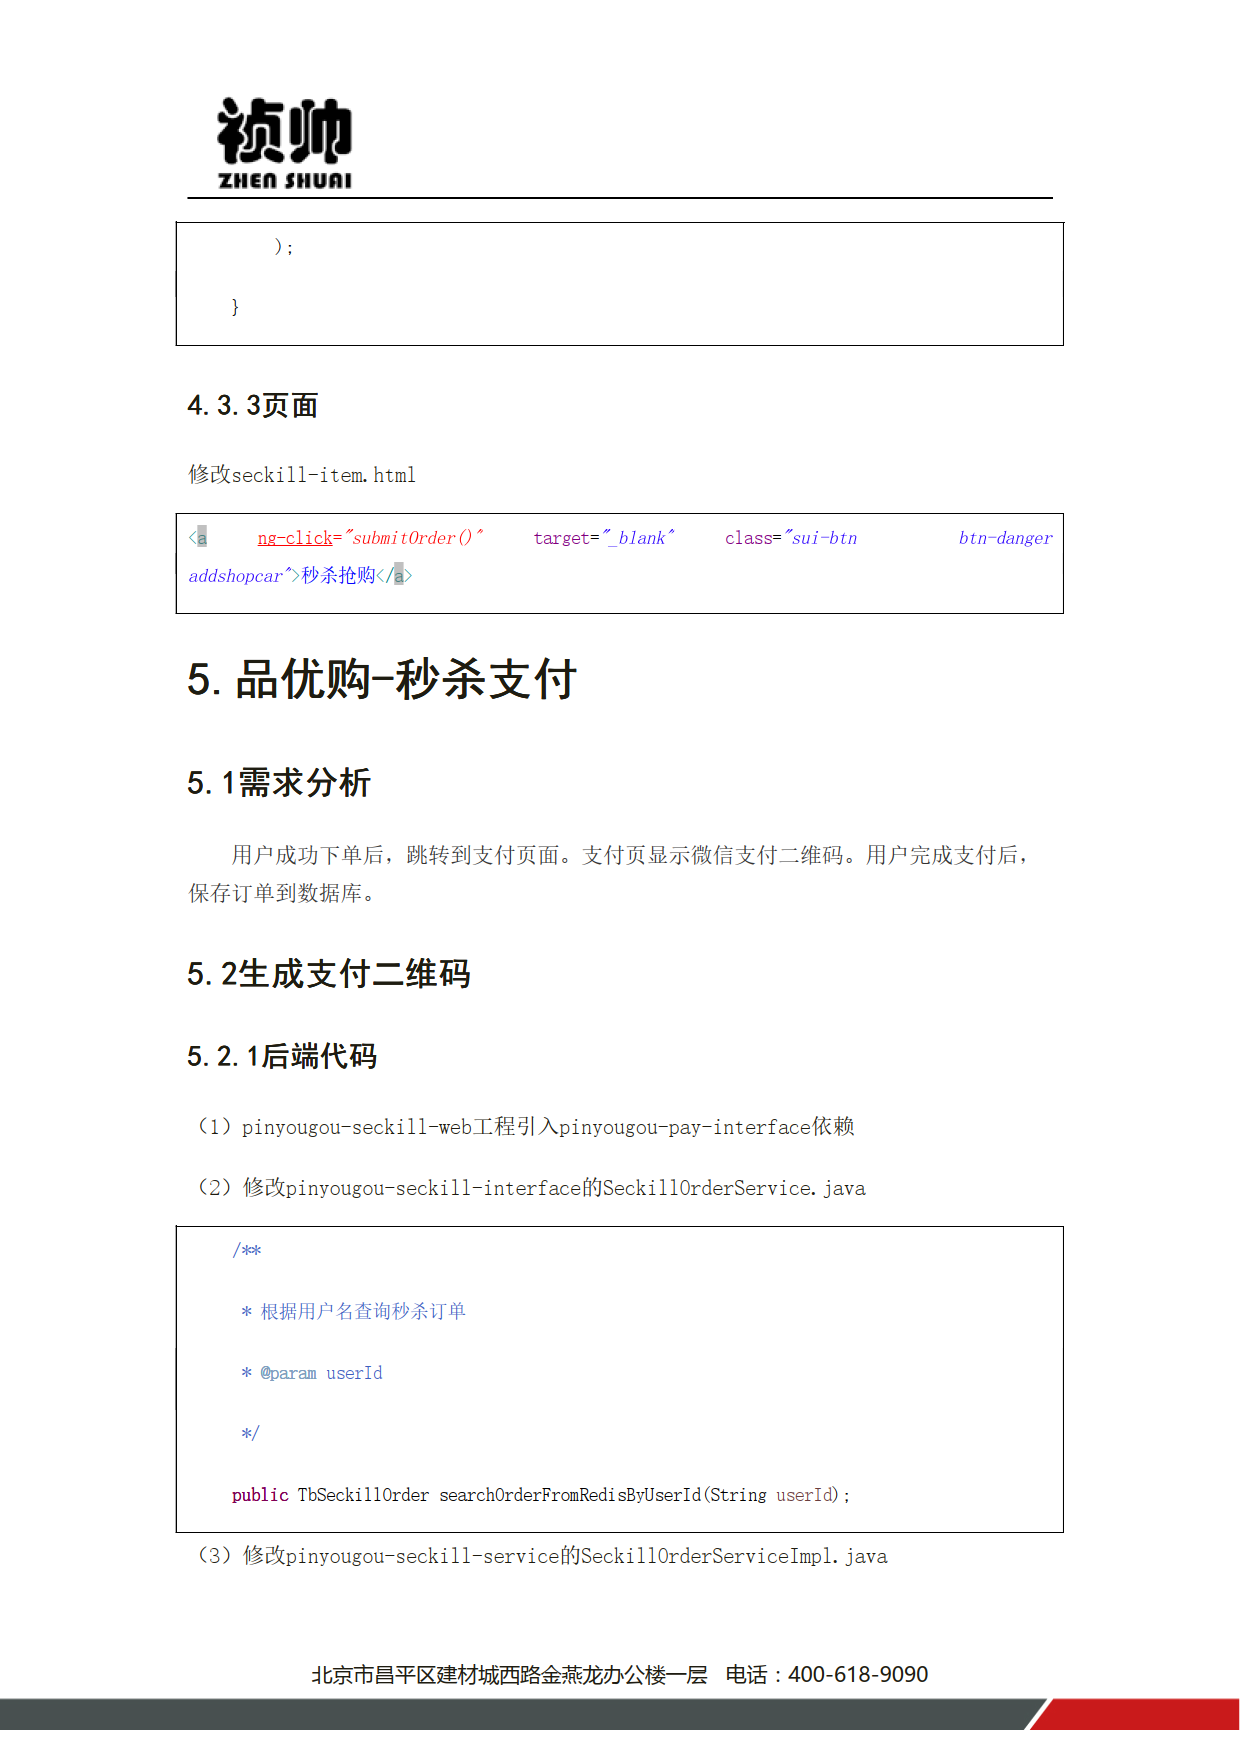 祯帅
ZHEN SHUAI
);
}
4.3.3页面
修改seckill-item.html
<a ng-click="submitOrder()" target="_blank" class="sui-btn btn-danger
addshopcar">秒杀抢购</a>
5.品优购-秒杀支付
5.1需求分析
用户成功下单后，跳转到支付页面。支付页显示微信支付二维码。用户完成支付后，
保存订单到数据库。
5.2生成支付二维码
5.2.1后端代码
（1）pinyougou-seckill-web工程引入pinyougou-pay-interface依赖
（2）修改pinyougou-seckill-interface的SeckillOrderService.java
/**
* 根据用户名查询秒杀订单
* @param userId
*/
public TbSeckillOrder searchOrderFromRedisByUserId(String userId);
（3）修改pinyougou-seckill-service的SeckillOrderServiceImpl.java
北京市昌平区建材城西路金燕龙办公楼一层 电话：400-618-9090